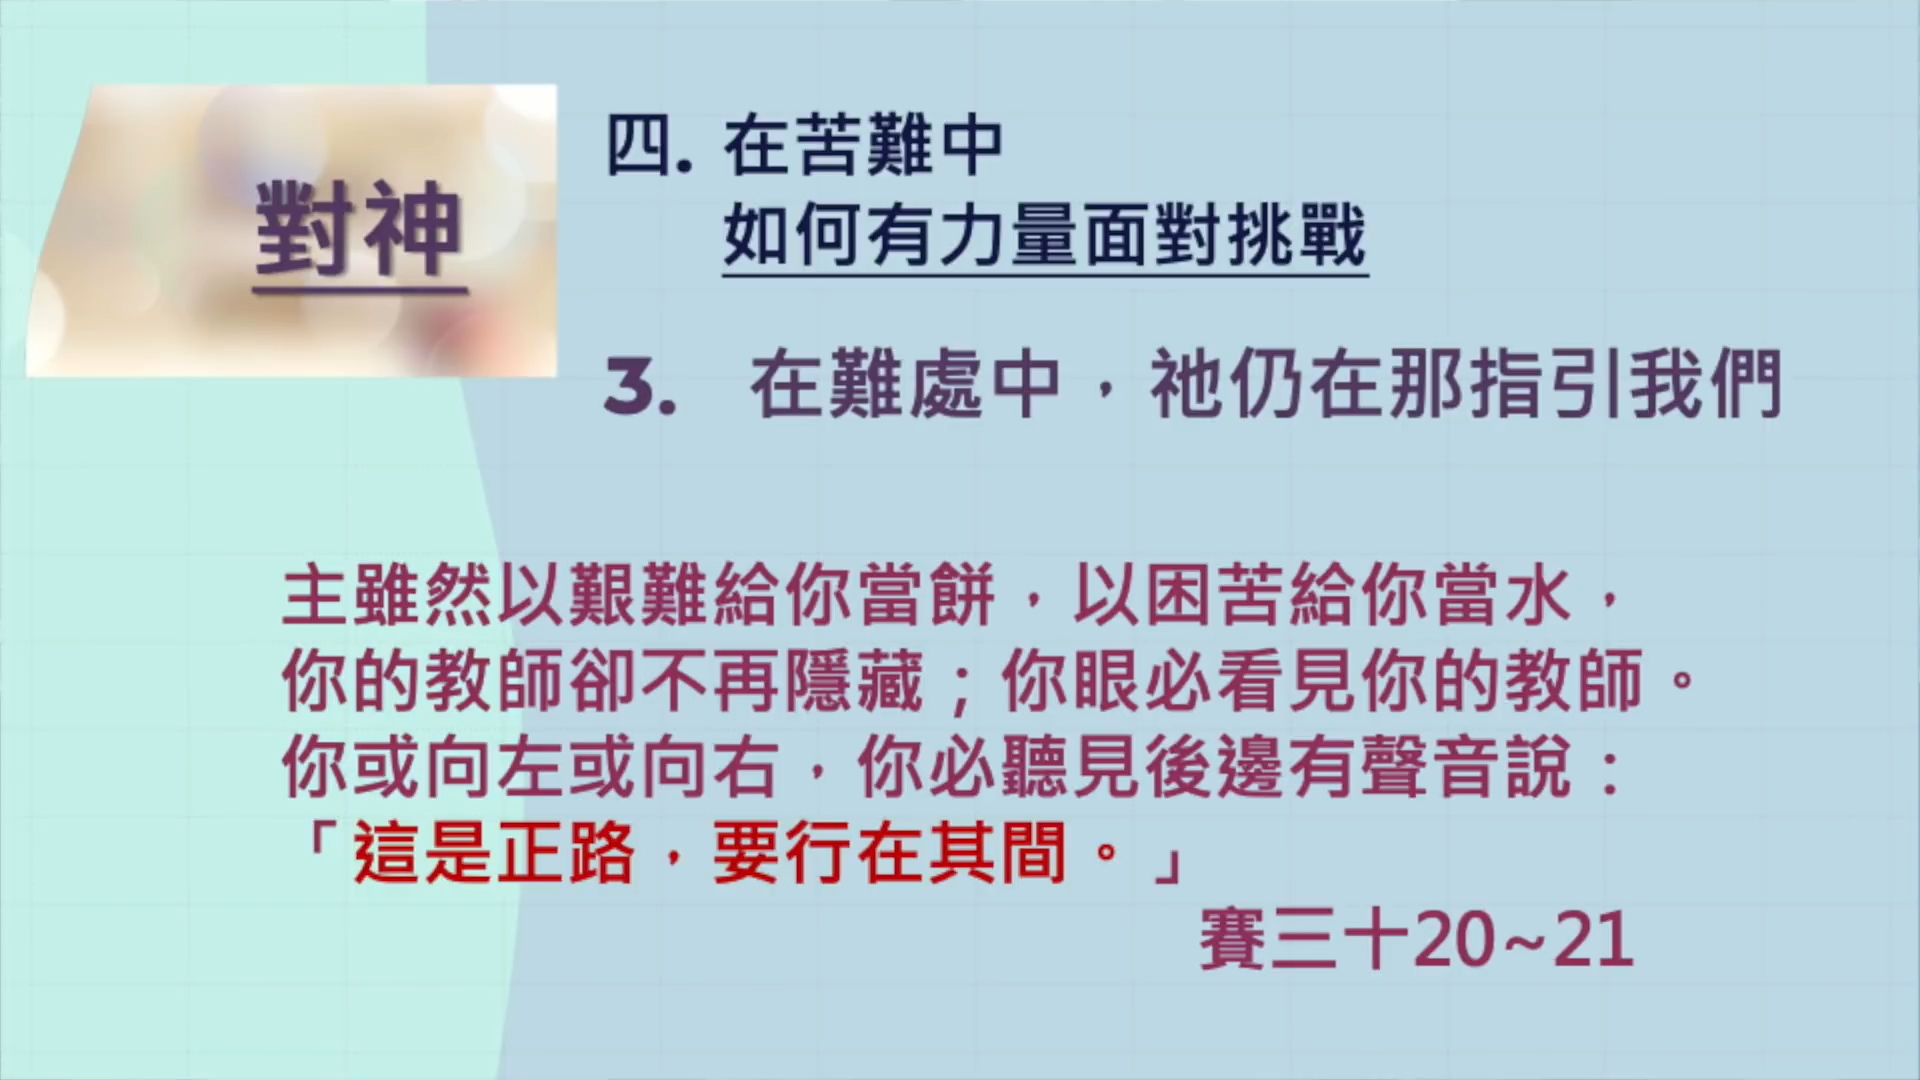 對神
四. 在苦難中
如何有力量面對挑戰
3. 在難處中，祂仍在那指引我們
主雖然以艱難給你當餅，以困苦給你當水，
你的教師卻不再隱藏；你眼必看見你的教師。
你或向左或向右，你必聽見後邊有聲音說：
「這是正路，要行在其間。」
賽三十20~21